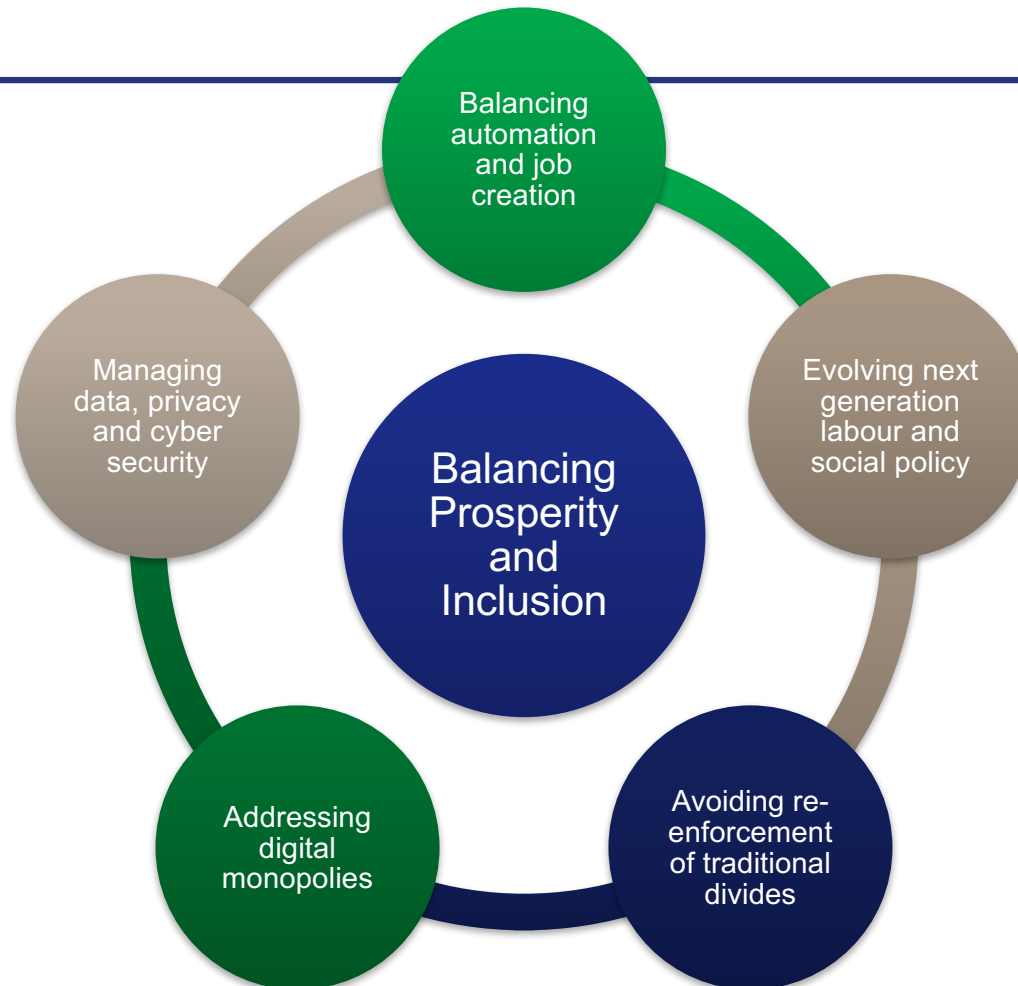 Balancing
automation
and job
creation
Evolving next
generation
labour and
social policy
Avoiding re-
enforcement
of traditional
divides
Addressing
digital
monopolies
Managing
data, privacy
and cyber
security
Balancing
Prosperity
and
Inclusion